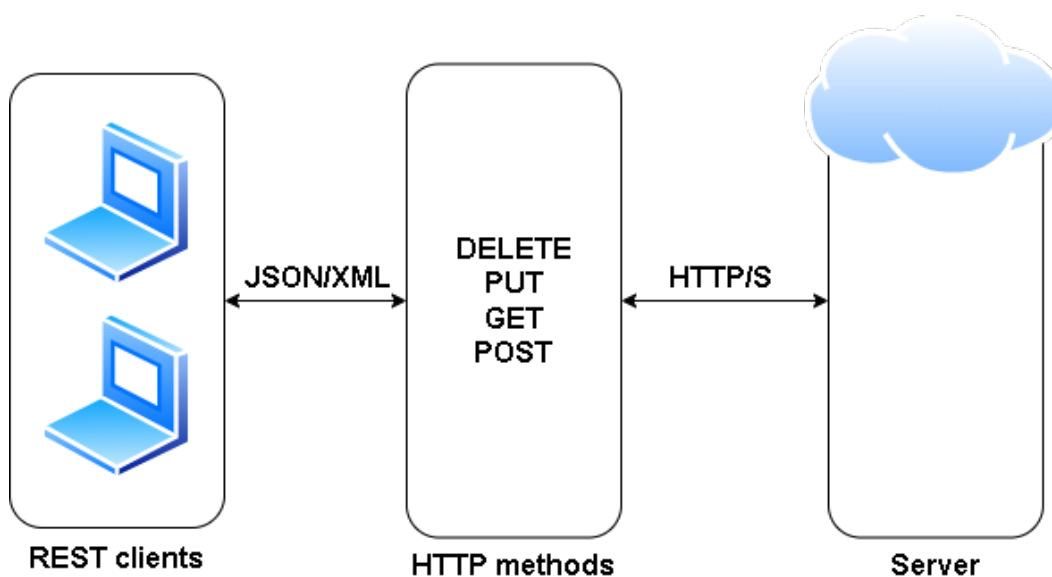 JSON/XML
DELETE
PUT
GET
POST
HTTP/S
REST clients
HTTP methods
Server